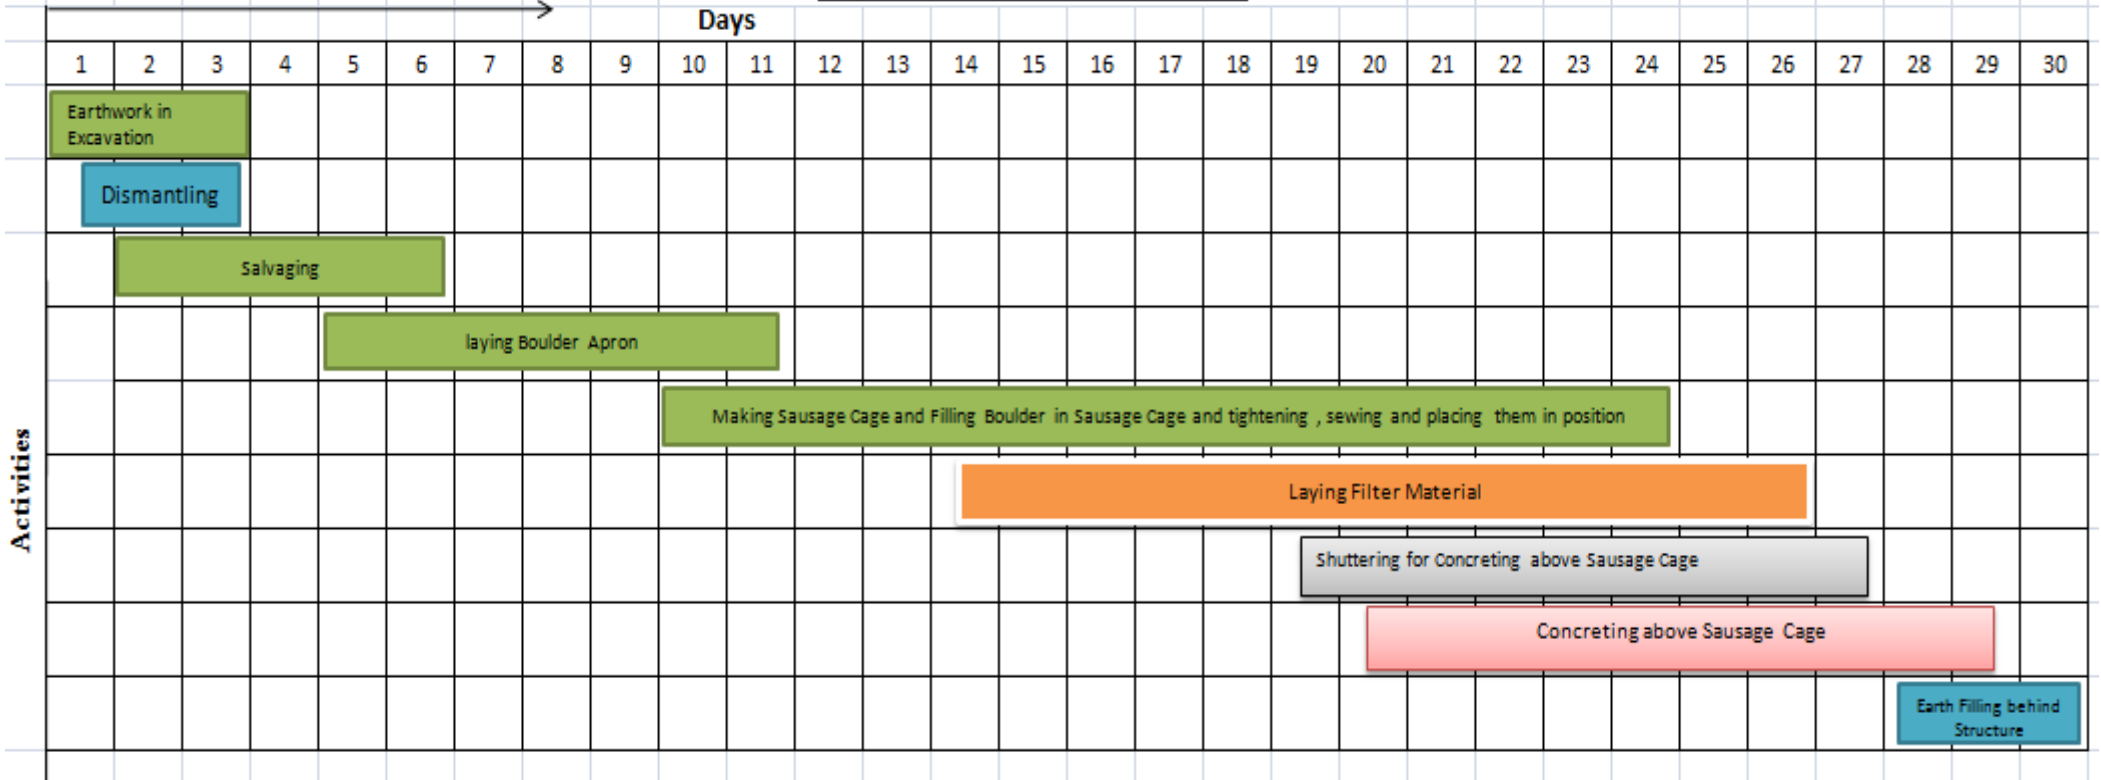 Days
1 2 3 4 5 6 7 8 9 10 11 12 13 14 15 16 17 18 19 20 21 22 23 24 25 26 27 28 29 30
Earthwork in
Excavation
Dismantling
Salvaging
laying Boulder Apron
Making Sausage Cage and Filling Boulder in Sausage Cage and tightening , sewing and placing them in position
Activities
Laying Filter Material
Shuttering for Concreting above Sausage Cage
Concreting above Sausage Cage
Earth Filling behind
Structure